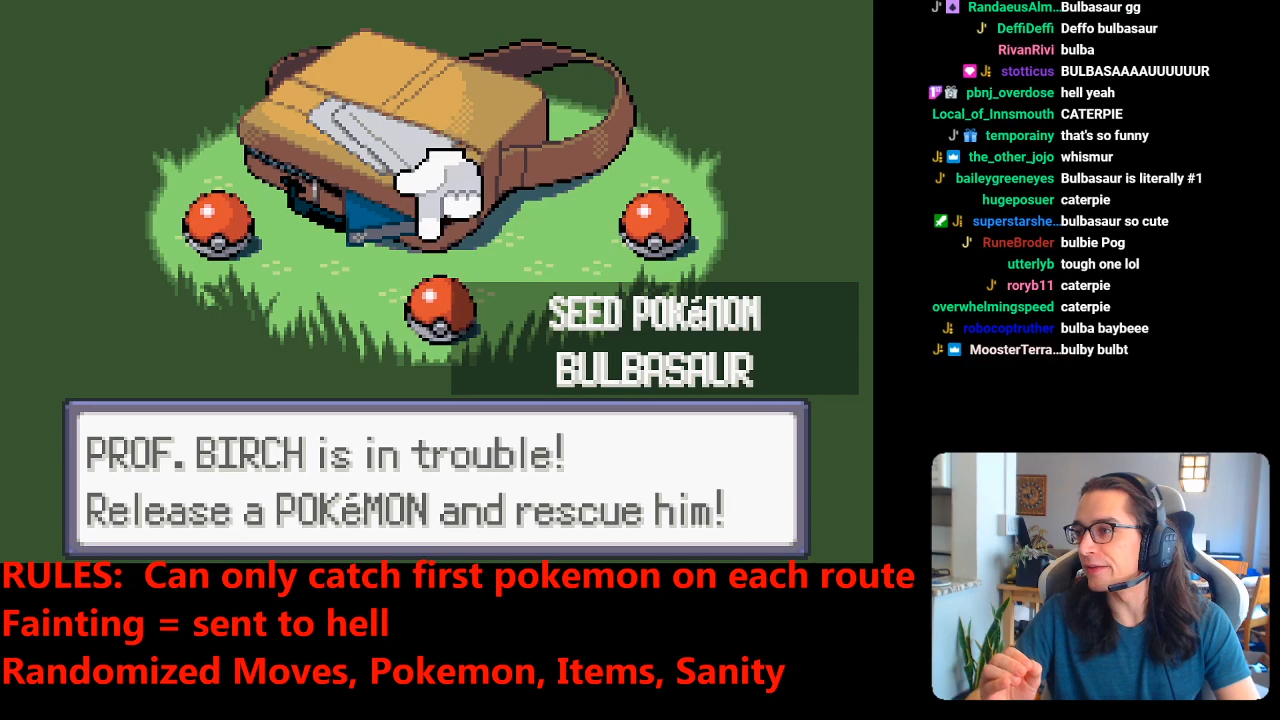 SEED POKéMON
BULBASAUR
PROF. BIRCH is in trouble!
Release a POKéMON and rescue him!
RULES: Can only catch first pokemon on each route
Fainting = sent to hell
Randomized Moves, Pokemon, Items, Sanity
RandaeusAlm… Bulbasaur gg
DeffiDeffi Deffo bulbasaur
RivanRivi bulba
stotticus BULBASAAAAUUUUUUR
pbnj_overdose hell yeah
Local_of_Innsmouth CATERPIE
temporainy that's so funny
the_other_jojo whismur
baileygreeneyes Bulbasaur is literally #1
hugeposuer caterpie
superstarshe… bulbasaur so cute
RuneBroder bulbie Pog
utterlyb tough one lol
roryb11 caterpie
overwhelmingspeed caterpie
robocoptruther bulba baybeee
MoosterTerra… bulby bulbt